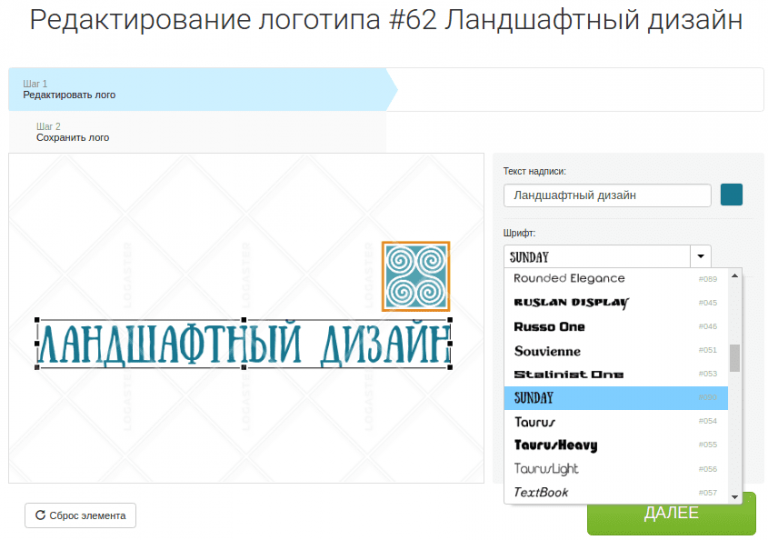 Редактирование логотипа #62 Ландшафтный дизайн
Шаг 1
Редактировать лого
Шаг 2
Сохранить лого
Текст надписи:
Ландшафтный дизайн
Шрифт:
SUNDAY
Rounded Elegance #089
RUSLAN DISPLAY #045
Russo One #046
Souvienne #051
Stalinist One #053
SUNDAY
Taurus #054
TaurusHeavy #055
TaurusLight #056
TextBook #057
ЛАНДШАФТНЫЙ ДИЗАЙН
LOGASTER
Сброс элемента
ДАЛЕЕ